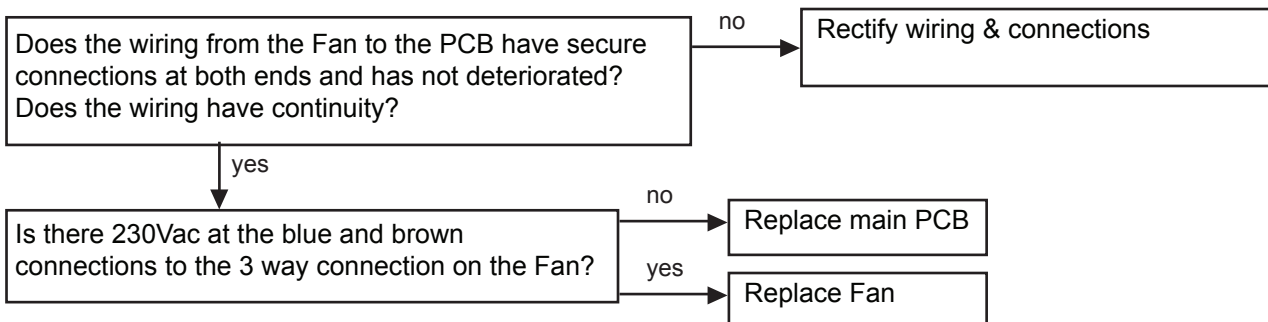 Does the wiring from the Fan to the PCB have secure
connections at both ends and has not deteriorated?
Does the wiring have continuity?
no
Rectify wiring & connections
yes
Is there 230Vac at the blue and brown
connections to the 3 way connection on the Fan?
no
Replace main PCB
yes
Replace Fan